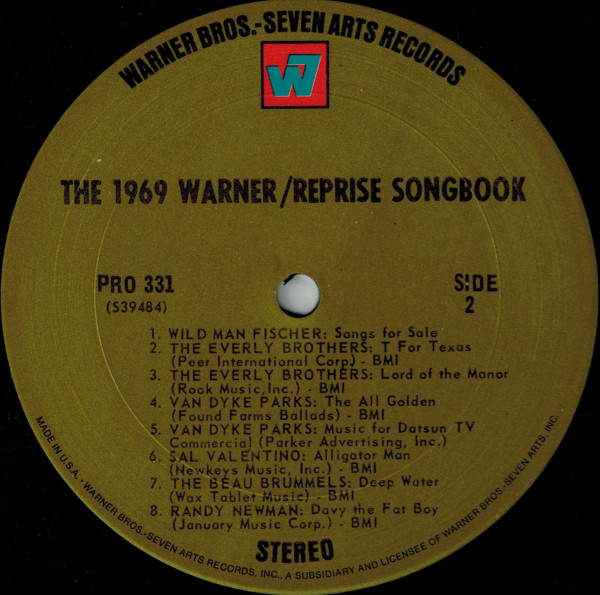 WARNER BROS.-SEVEN ARTS RECORDS
W7
THE 1969 WARNER/REPRISE SONGBOOK
PRO 331
(S39484)
SIDE
2
1. WILD MAN FISCHER: Songs for Sale
2. THE EVERLY BROTHERS: T For Texas
(Peer International Corp) - BMI
3. THE EVERLY BROTHERS: Lord of the Manor
(Rook Music, Inc.) - BMI
4. VAN DYKE PARKS: The All Golden
(Found Farms Ballads) - BMI
5. VAN DYKE PARKS: Music for Datsun TV
Commercial (Parker Advertising, Inc.)
6. SAL VALENTINO: Alligator Man
(Newkeys Music, Inc.) - BMI
7. THE BEAU BRUMMELS: Deep Water
(Wax Tablet Music) - BMI
8. RANDY NEWMAN: Davy the Fat Boy
(January Music Corp.) - BMI
STEREO
MADE IN U.S.A. - WARNER BROS.-SEVEN ARTS RECORDS, INC., A SUBSIDIARY AND LICENSEE OF WARNER BROS.-SEVEN ARTS, INC.